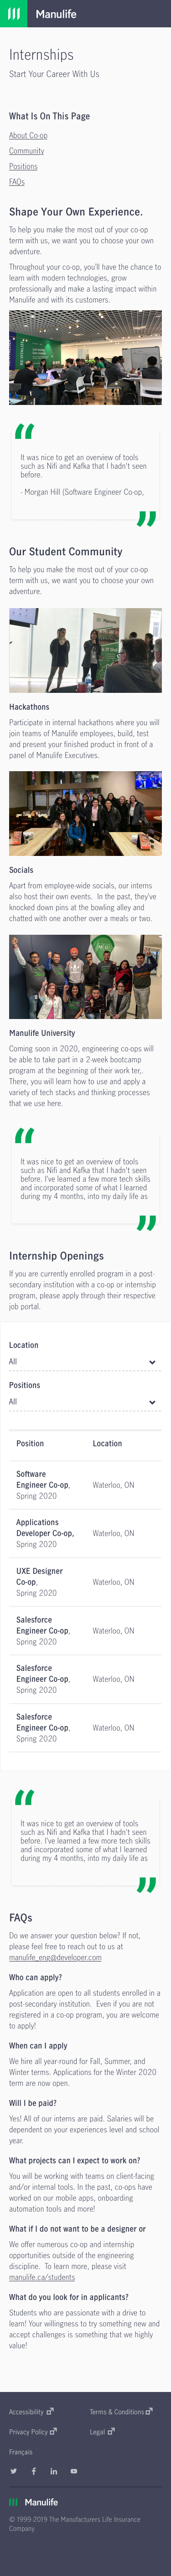 Manulife
Internships
Start Your Career With Us
What Is On This Page
About Co-op
Community
Positions
FAQs
Shape Your Own Experience.
To help you make the most out of your co-op
term with us, we want you to choose your own
adventure.
Throughout your co-op, you'll have the chance to
learn with modern technologies, grow
professionally and make a lasting impact within
Manulife and with its customers.
“
It was nice to get an overview of tools
such as Nifi and Kafka that I hadn't seen
before.
- Morgan Hill (Software Engineer Co-op,
”
Our Student Community
To help you make the most out of your co-op
term with us, we want you to choose your own
adventure.
Hackathons
Participate in internal hackathons where you will
join teams of Manulife employees, build, test
and present your finished product in front of a
panel of Manulife Executives.
Socials
Apart from employee-wide socials, our interns
also host their own events. In the past, they've
knocked down pins at the bowling alley and
chatted with one another over a meals or two.
Manulife University
Coming soon in 2020, engineering co-ops will
be able to take part in a 2-week bootcamp
program at the beginning of their work ter,.
There, you will learn how to use and apply a
variety of tech stacks and thinking processes
that we use here.
“
It was nice to get an overview of tools
such as Nifi and Kafka that I hadn't seen
before. I've learned a few more tech skills
and incorporated some of what I learned
during my 4 months, into my daily life as
”
Internship Openings
If you are currently enrolled program in a post-
secondary institution with a co-op or internship
program, please apply through their respective
job portal.
Location
All
Positions
All
Position Location
Software
Engineer Co-op,
Spring 2020
Waterloo, ON
Applications
Developer Co-op,
Spring 2020
Waterloo, ON
UXE Designer
Co-op,
Spring 2020
Waterloo, ON
Salesforce
Engineer Co-op,
Spring 2020
Waterloo, ON
Salesforce
Engineer Co-op,
Spring 2020
Waterloo, ON
Salesforce
Engineer Co-op,
Spring 2020
Waterloo, ON
“
It was nice to get an overview of tools
such as Nifi and Kafka that I hadn't seen
before. I've learned a few more tech skills
and incorporated some of what I learned
during my 4 months, into my daily life as
”
FAQs
Do we answer your question below? If not,
please feel free to reach out to us at
manulife_eng@developer.com
Who can apply?
Application are open to all students enrolled in a
post-secondary institution. Even if you are not
registered in a co-op program, you are welcome
to apply!
When can I apply
We hire all year-round for Fall, Summer, and
Winter terms. Applications for the Winter 2020
term are now open.
Will I be paid?
Yes! All of our interns are paid. Salaries will be
dependent on your experiences level and school
year.
What projects can I expect to work on?
You will be working with teams on client-facing
and/or internal tools. In the past, co-ops have
worked on our mobile apps, onboarding
automation tools and more!
What if I do not want to be a designer or
We offer numerous co-op and internship
opportunities outside of the engineering
discipline. To learn more, please visit
manulife.ca/students
What do you look for in applicants?
Students who are passionate with a drive to
learn! Your willingness to try something new and
accept challenges is something that we highly
value!
Accessibility Terms & Conditions
Privacy Policy Legal
Français
Manulife
© 1999-2019 The Manufacturers Life Insurance
Company